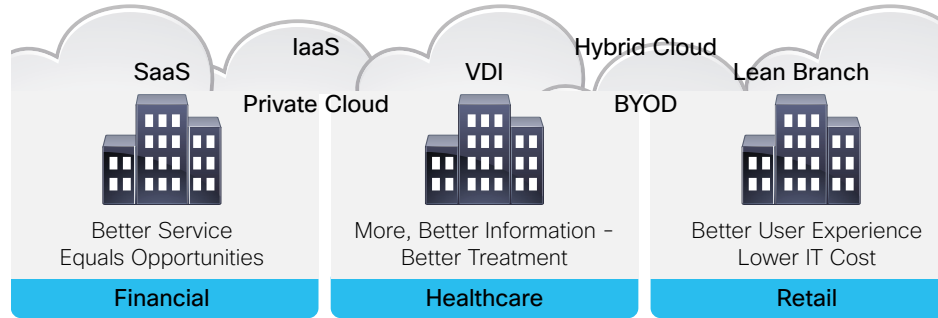 IaaS
Hybrid Cloud
SaaS
VDI
Lean Branch
Private Cloud
BYOD
Better Service
Equals Opportunities
Financial
More, Better Information -
Better Treatment
Healthcare
Better User Experience
Lower IT Cost
Retail